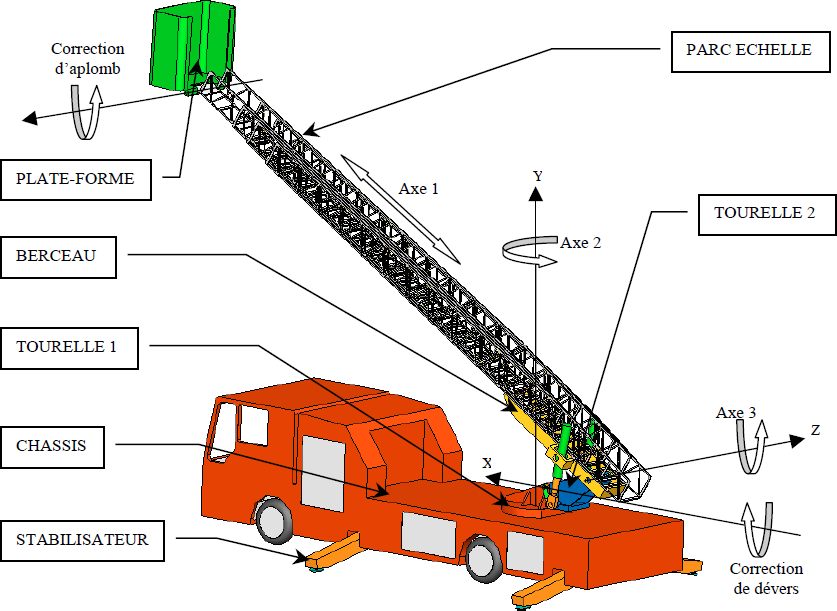 Correction
d’aplomb
PARC ECHELLE
PLATE-FORME
Axe 1
Y
TOURELLE 2
BERCEAU
Axe 2
TOURELLE 1
Axe 3
Z
CHASSIS
X
STABILISATEUR
Correction
de dévers